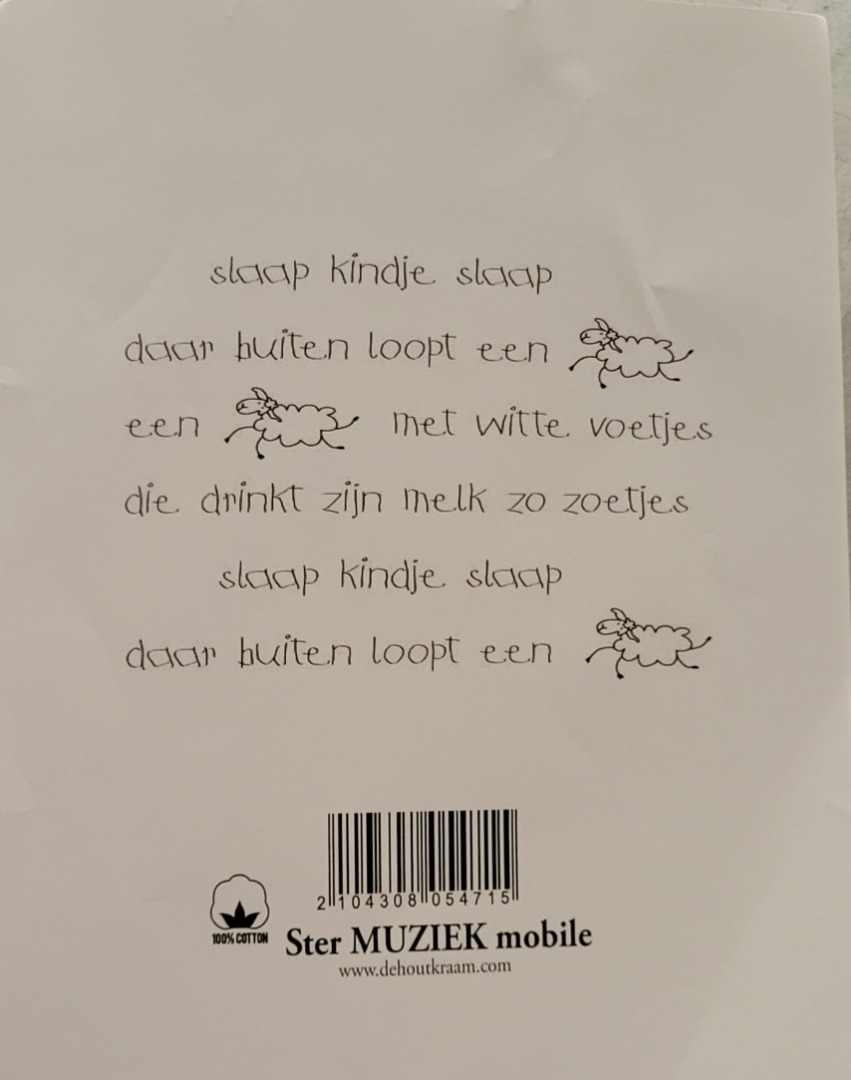 slaap kindje slaap
daar buiten loopt een
een met witte voetjes
die drinkt zijn melk zo zoetjes
slaap kindje slaap
daar buiten loopt een
2 104308 054715
100% COTTON
Ster MUZIEK mobile
www.dehoutkraam.com